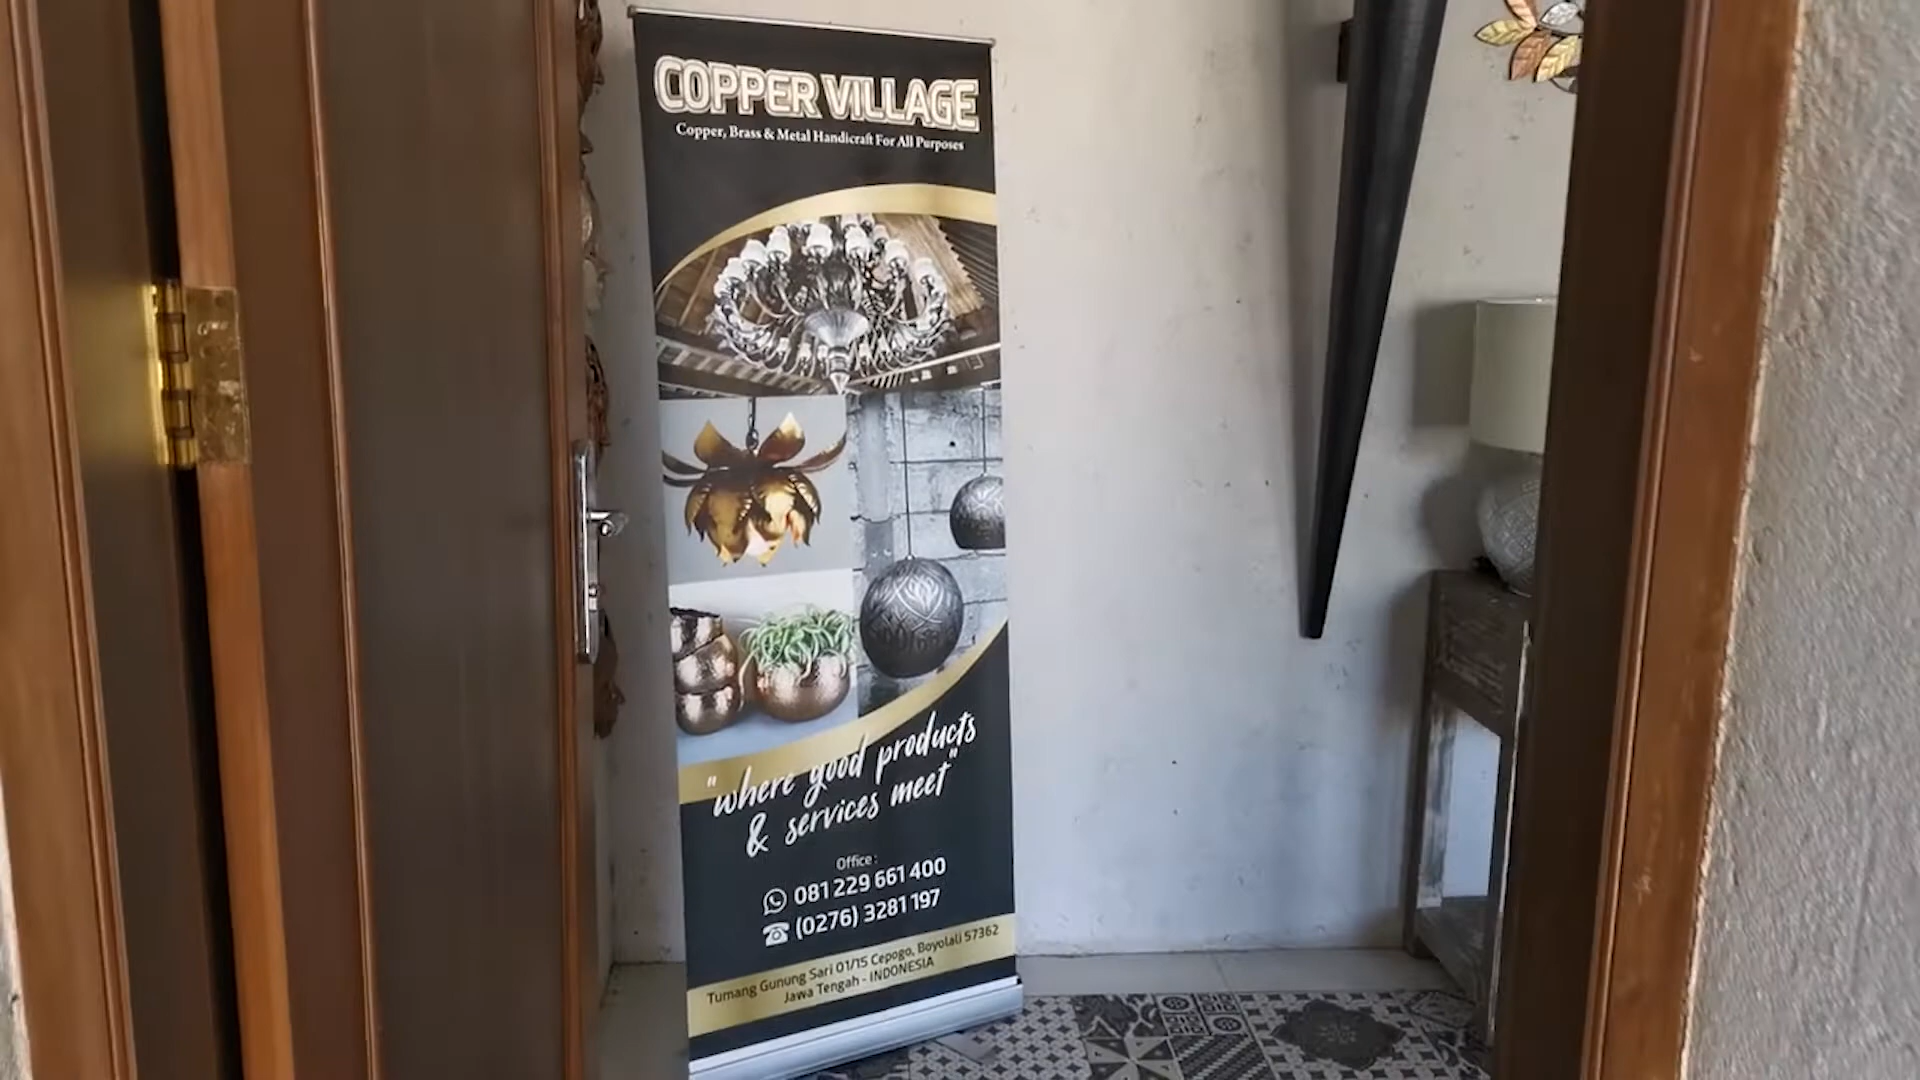 COPPER VILLAGE
Copper, Brass & Metal Handicraft For All Purposes
"where good products
& services meet"
Office :
081 229 661 400
(0276) 3281 197
Tumang Gunung Sari 01/15 Cepogo, Boyolali 57362
Jawa Tengah - INDONESIA